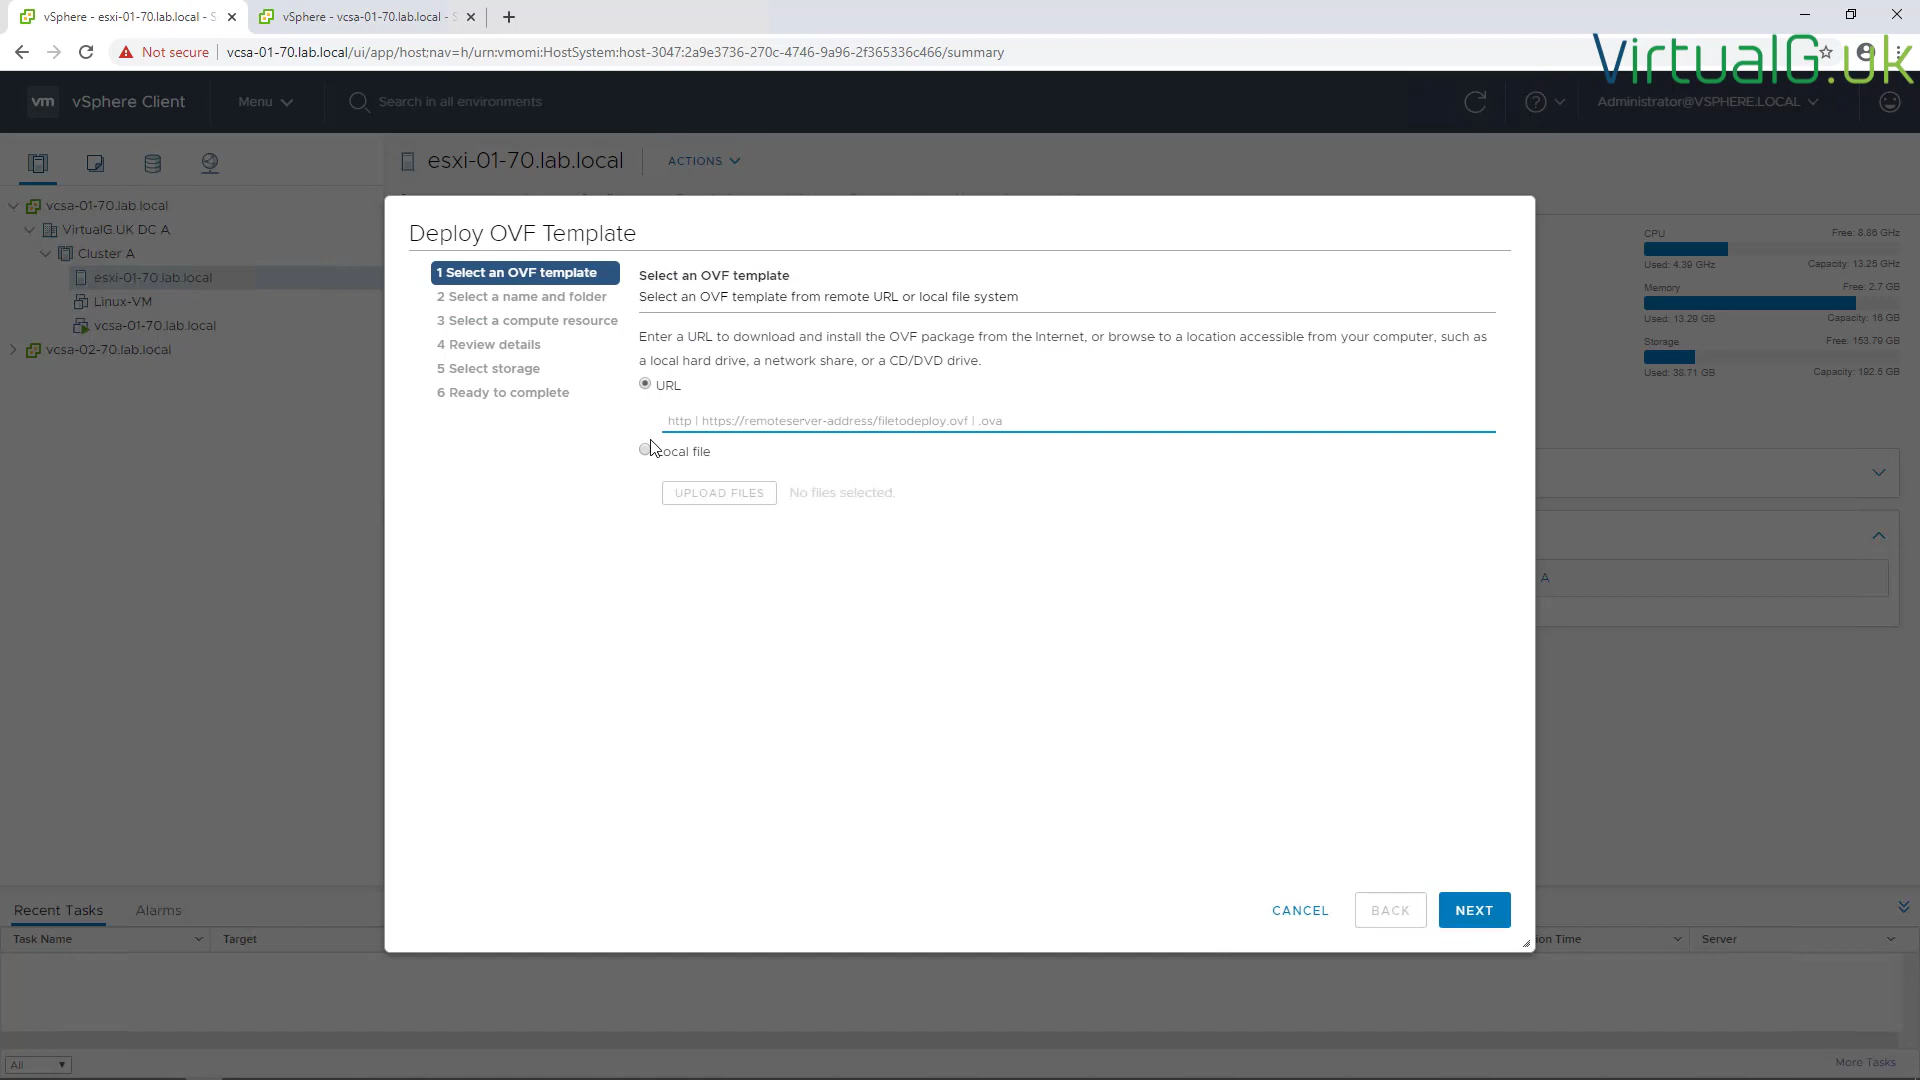 vSphere - esxi-01-70.lab.local - S
vSphere - vcsa-01-70.lab.local - S
Not secure
vcsa-01-70.lab.local/ui/app/host;nav=h/urn:vmomi:HostSystem:host-3047:2a9e3736-270c-4746-9a96-2f365336c466/summary
VirtualG.uk
vm vSphere Client
Menu
Search in all environments
Administrator@VSPHERE.LOCAL
esxi-01-70.lab.local
ACTIONS
vcsa-01-70.lab.local
VirtualG.UK DC A
Cluster A
esxi-01-70.lab.local
Linux-VM
vcsa-01-70.lab.local
vcsa-02-70.lab.local
Deploy OVF Template
1 Select an OVF template
2 Select a name and folder
3 Select a compute resource
4 Review details
5 Select storage
6 Ready to complete
Select an OVF template
Select an OVF template from remote URL or local file system
Enter a URL to download and install the OVF package from the Internet, or browse to a location accessible from your computer, such as
a local hard drive, a network share, or a CD/DVD drive.
URL
http | https://remoteserver-address/filetodeploy.ovf | .ova
ocal file
UPLOAD FILES
No files selected.
CANCEL
BACK
NEXT
CPU
Free: 8.86 GHz
Used: 4.39 GHz
Capacity: 13.25 GHz
Memory
Free: 2.7 GB
Used: 13.29 GB
Capacity: 16 GB
Storage
Free: 153.79 GB
Used: 38.71 GB
Capacity: 192.5 GB
A
Recent Tasks
Alarms
Task Name
Target
on Time
Server
All
More Tasks